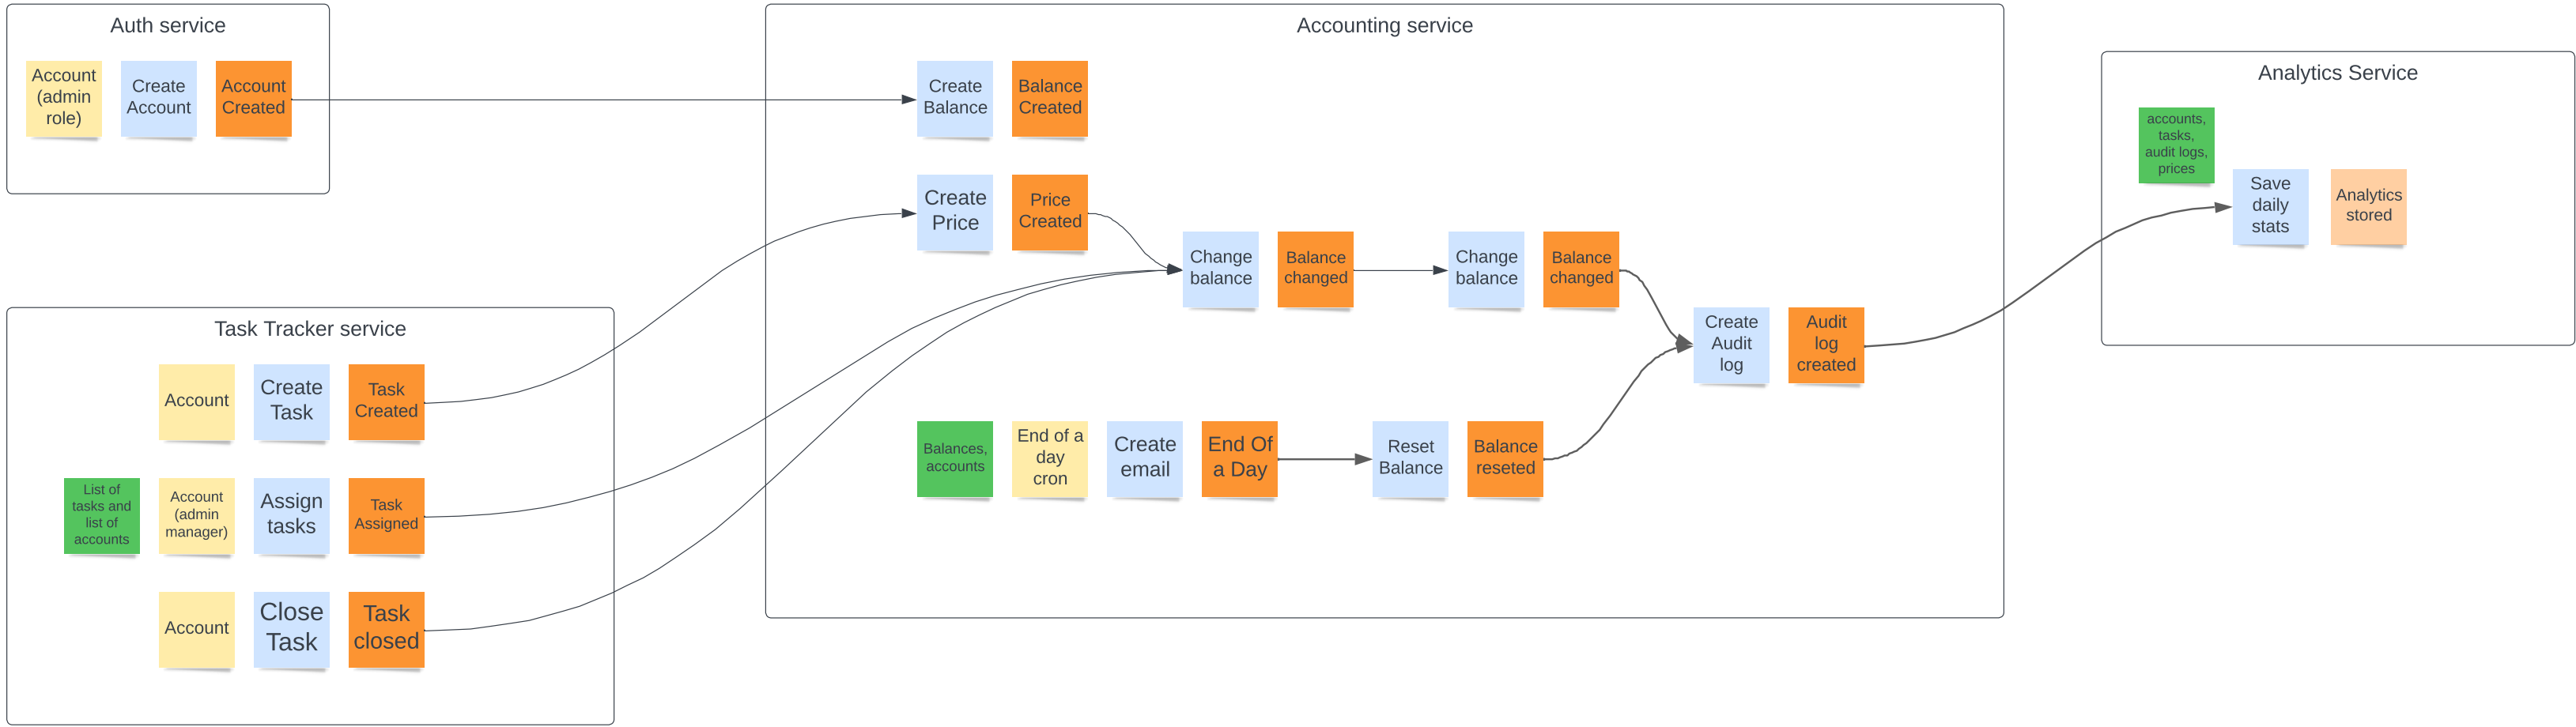 Auth service
Account
(admin
role)
Create
Account
Account
Created
Task Tracker service
Account
Create
Task
Task
Created
List of
tasks and
list of
accounts
Account
(admin
manager)
Assign
tasks
Task
Assigned
Account
Close
Task
Task
closed
Accounting service
Create
Balance
Balance
Created
Create
Price
Price
Created
Change
balance
Balance
changed
Change
balance
Balance
changed
Create
Audit
log
Audit
log
created
Balances,
accounts
End of a
day
cron
Create
email
End Of
a Day
Reset
Balance
Balance
reseted
Analytics Service
accounts,
tasks,
audit logs,
prices
Save
daily
stats
Analytics
stored